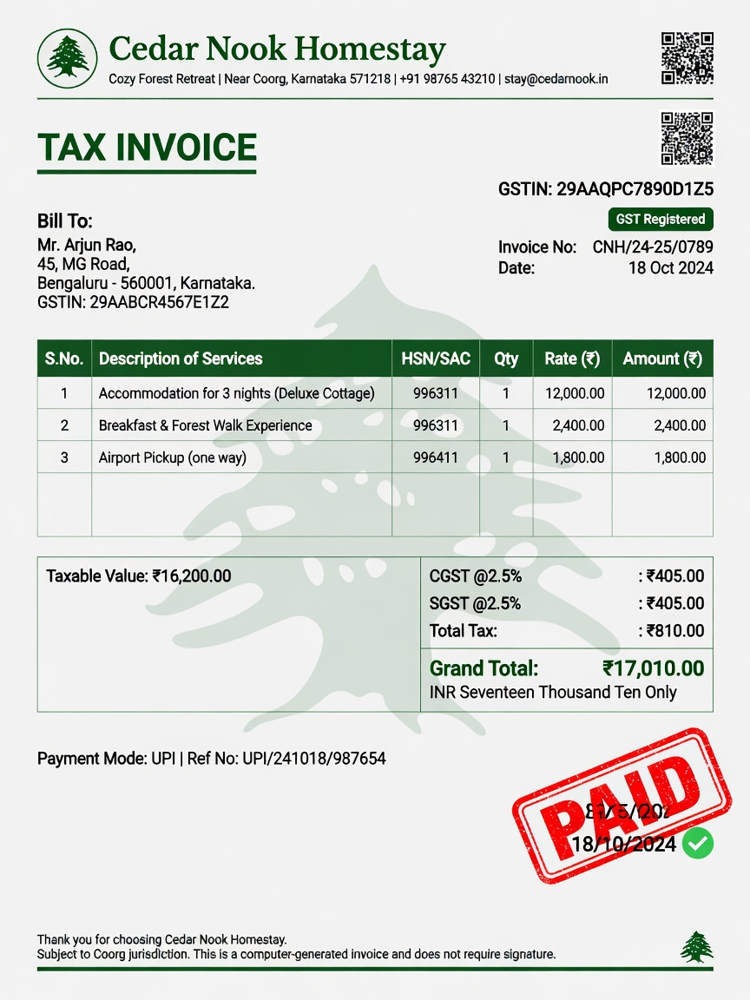 Cedar Nook Homestay
Cozy Forest Retreat | Near Coorg, Karnataka 571218 | +91 98765 43210 | stay@cedarnook.in
TAX INVOICE
GSTIN: 29AAQPC7890D1Z5
GST Registered
Invoice No: CNH/24-25/0789
Date: 18 Oct 2024
Bill To:
Mr. Arjun Rao,
45, MG Road,
Bengaluru - 560001, Karnataka.
GSTIN: 29AABCR4567E1Z2
S.No. Description of Services HSN/SAC Qty Rate (₹) Amount (₹)
1 Accommodation for 3 nights (Deluxe Cottage) 996311 1 12,000.00 12,000.00
2 Breakfast & Forest Walk Experience 996311 1 2,400.00 2,400.00
3 Airport Pickup (one way) 996411 1 1,800.00 1,800.00
Taxable Value: ₹16,200.00
CGST @2.5% : ₹405.00
SGST @2.5% : ₹405.00
Total Tax: : ₹810.00
Grand Total: ₹17,010.00
INR Seventeen Thousand Ten Only
Payment Mode: UPI | Ref No: UPI/241018/987654
PAID
18/10/2024
Thank you for choosing Cedar Nook Homestay.
Subject to Coorg jurisdiction. This is a computer-generated invoice and does not require signature.